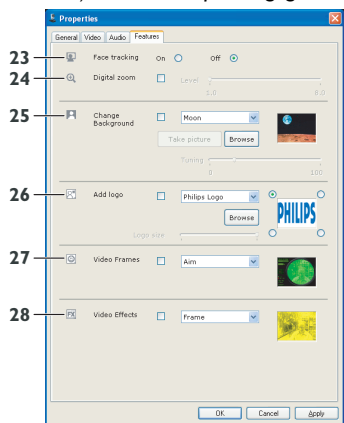 Properties
General Video Audio Features
23 Face tracking On Off
24 Digital zoom Level
1.0 8.0
25 Change Background Moon
Take picture Browse
Tuning
0 100
26 Add logo Philips Logo
PHILIPS
Browse
Logo size
27 Video Frames Aim
28 FX Video Effects Frame
OK Cancel Apply